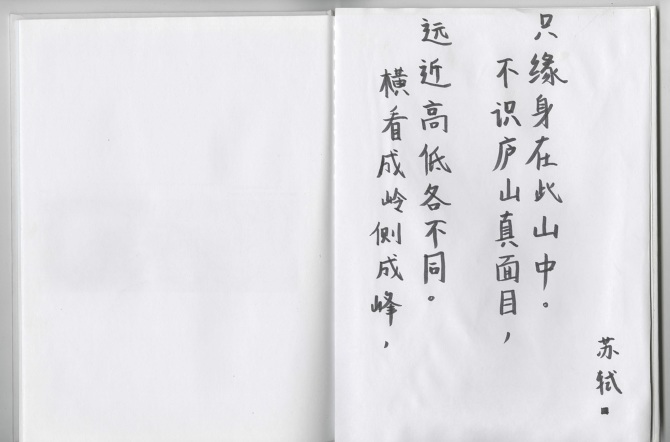 横看成岭侧成峰，
远近高低各不同。
不识庐山真面目，
只缘身在此山中。
苏轼